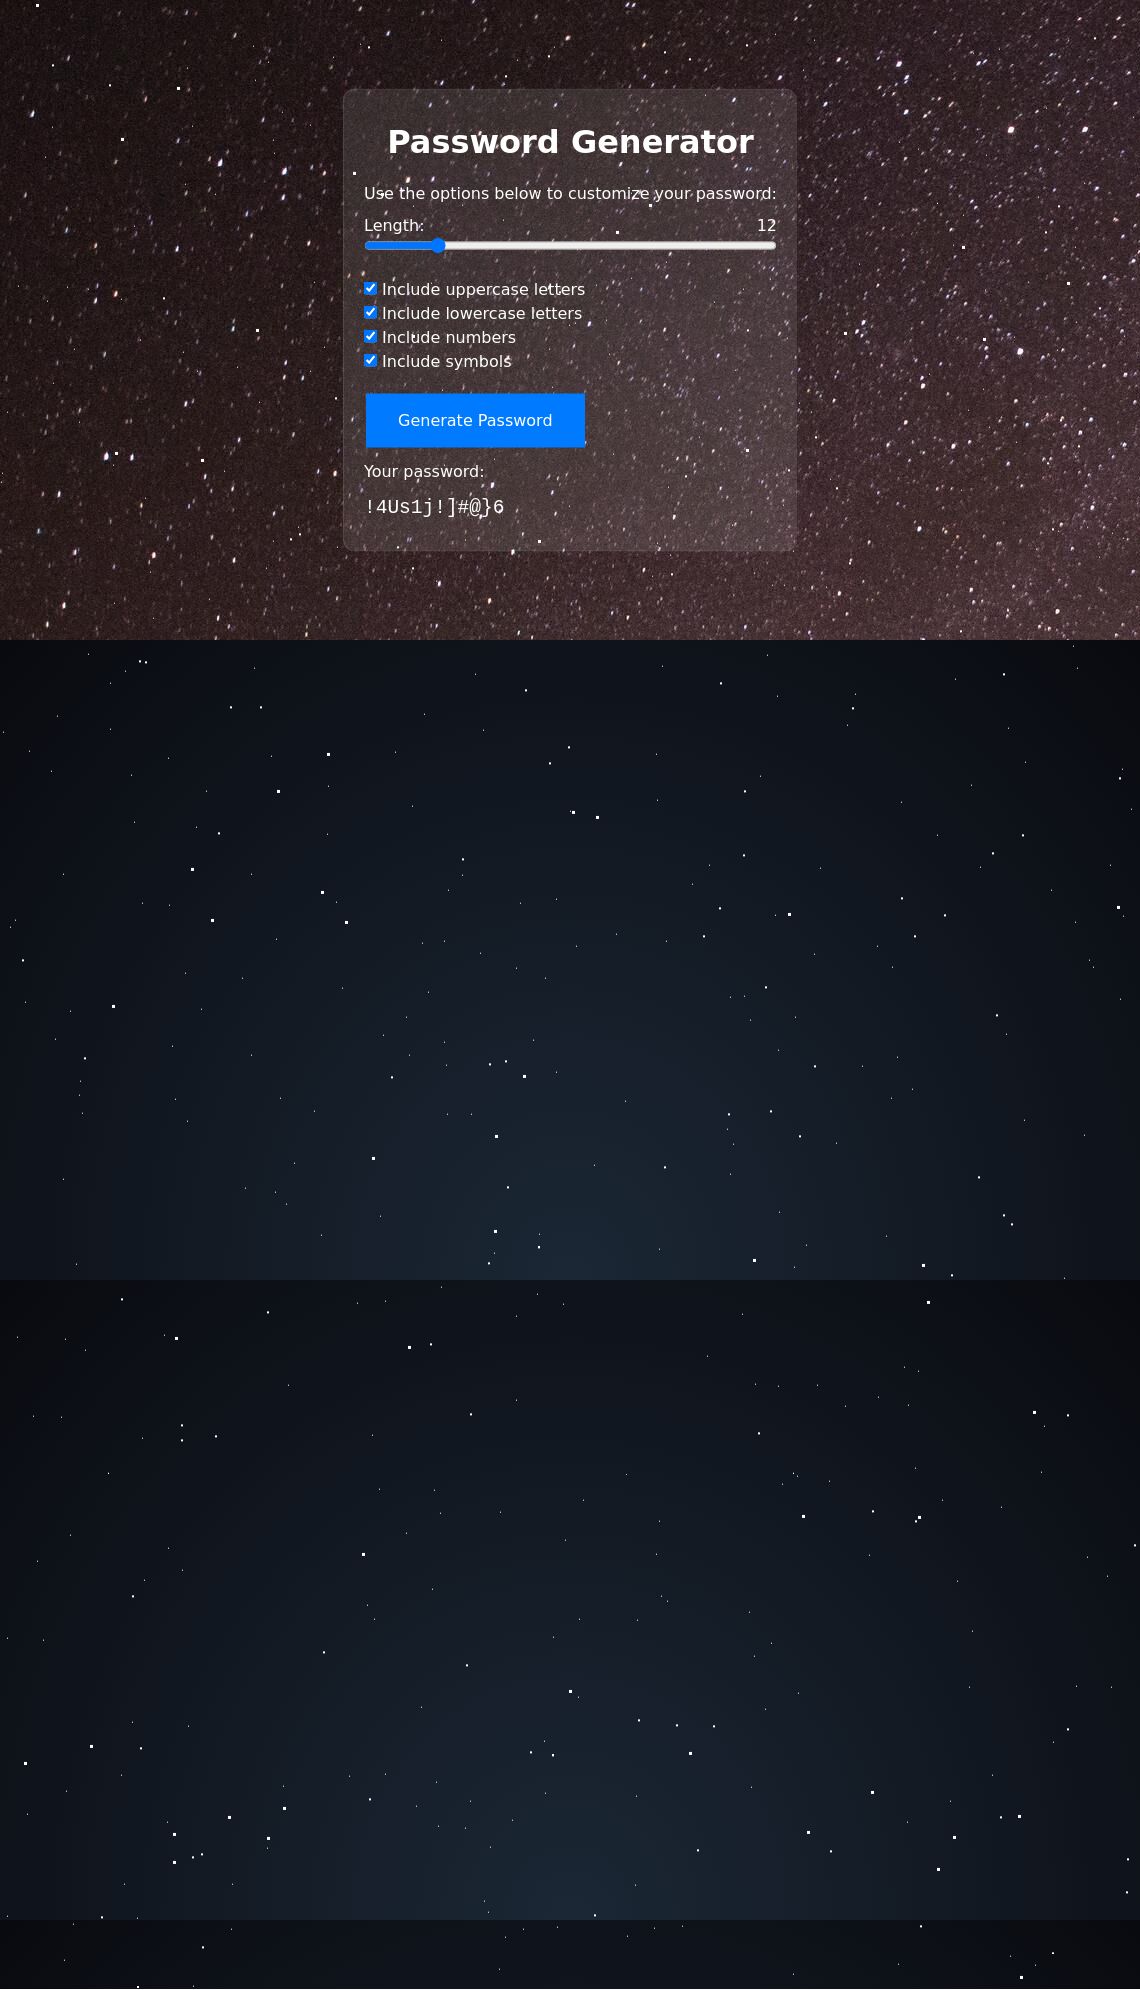 Password Generator
Use the options below to customize your password:
Length: 12
Include uppercase letters
Include lowercase letters
Include numbers
Include symbols
Generate Password
Your password:
!4Us1j!]#@}6